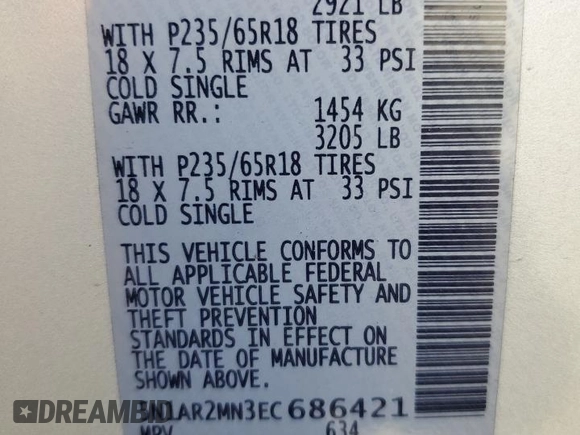 2921 LB
WITH P235/65R18 TIRES
18 X 7.5 RIMS AT 33 PSI
COLD SINGLE
GAWR RR.: 1454 KG
3205 LB
WITH P235/65R18 TIRES
18 X 7.5 RIMS AT 33 PSI
COLD SINGLE
THIS VEHICLE CONFORMS TO
ALL APPLICABLE FEDERAL
MOTOR VEHICLE SAFETY AND
THEFT PREVENTION
STANDARDS IN EFFECT ON
THE DATE OF MANUFACTURE
SHOWN ABOVE.
5N1AR2MN3EC686421
MPV 634
DREAMBID